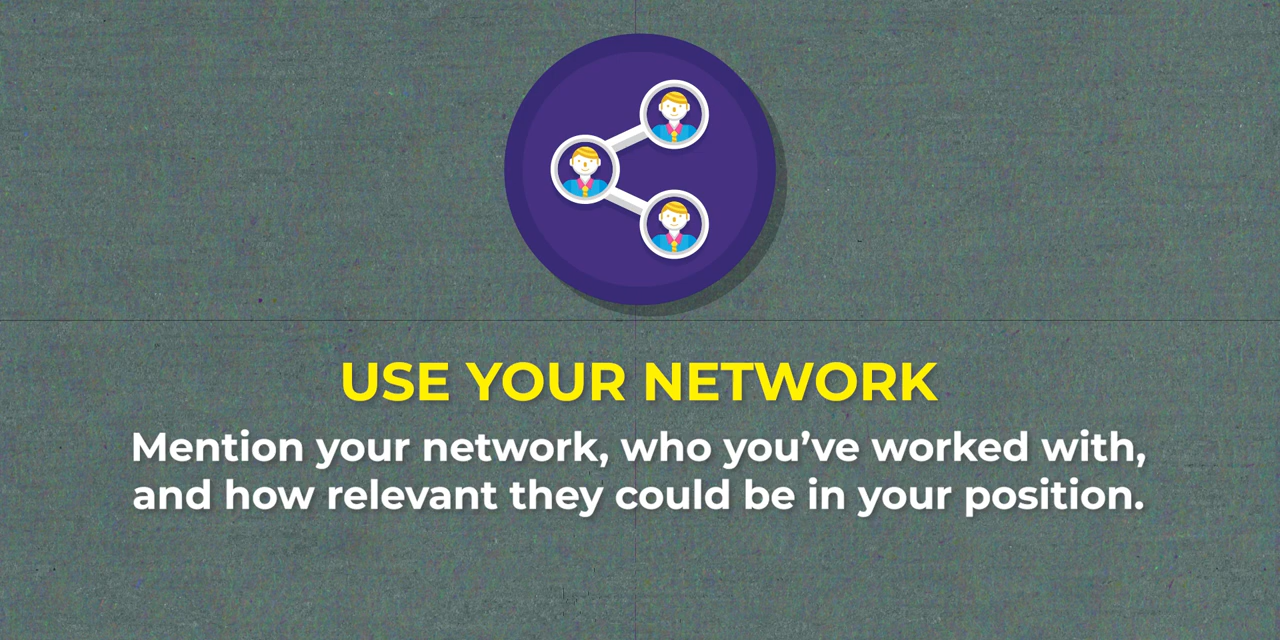 USE YOUR NETWORK
Mention your network, who you’ve worked with,
and how relevant they could be in your position.